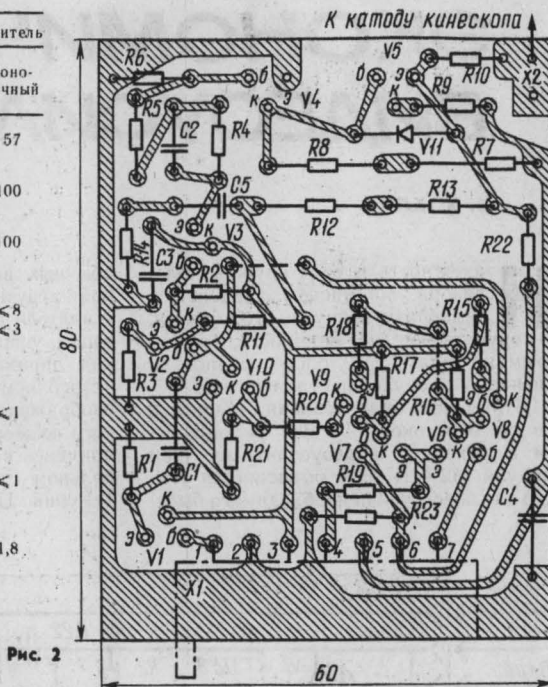 итель
оно-
чный
57
100
100
≤8
≤3
≤1
≤1
1,8
К катоду кинескопа
R6 б V5 R10 X2
э V4 б э R9
к к
R5 C2 R4 V11
R8 R7
C5 R12 R13
э к
R14 C3 V3 R22
б R2 к
к R18 R15
э R11
V2 б к R17
R3 V10 V9 э э
э к б R20 к R16 к
б V8
к V7 к V6 к б
R1 C1 R21 э э
R19
к R23 C4
э б
V1 1 2 3 4 5 6 7
X1
80
60
Рис. 2